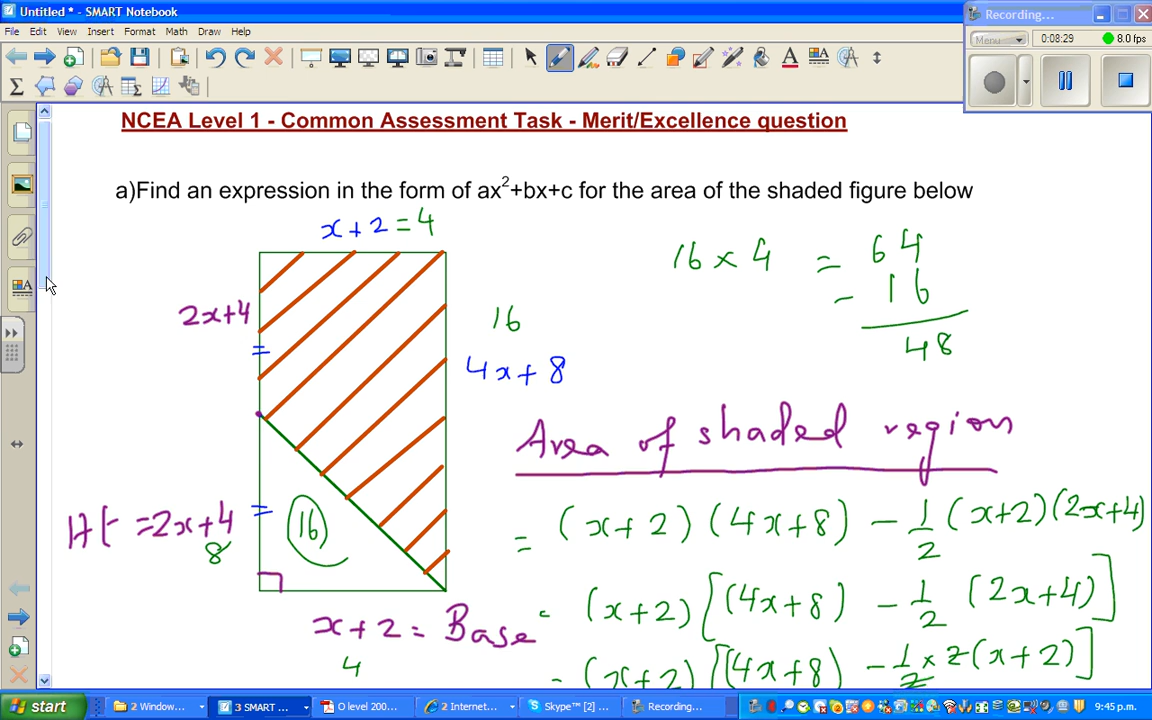 Untitled * - SMART Notebook
File Edit View Insert Format Math Draw Help
Recording...
Menu
0:08:29
8.0 fps
NCEA Level 1 - Common Assessment Task - Merit/Excellence question
a)Find an expression in the form of ax²+bx+c for the area of the shaded figure below
x+2 = 4
16 × 4 = 64
- 16
48
2x+4
=
16
4x+8
Area of shaded region
Ht = 2x+4 =
8
16
= (x+2)(4x+8) - 1/2 (x+2)(2x+4)
= (x+2)[(4x+8) - 1/2 (2x+4)]
x+2 = Base
4
= (x+2)[(4x+8) - 1/2 × 2(x+2)]
start
2 Window...
3 SMART ...
O level 200...
2 Internet...
Skype™ [2] ...
Recording...
9:45 p.m.